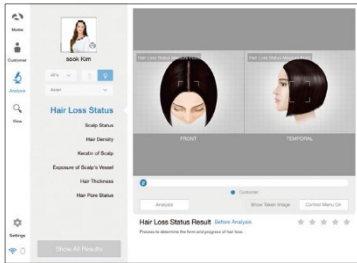 Home
Customer
Analysis
View
Settings
sook Kim
40's
Asian
Hair Loss Status
Scalp Status
Hair Density
Keratin of Scalp
Exposure of Scalp's Vessel
Hair Thickness
Hair Pore Status
Show All Results
Hair Loss Status
Hair Loss Status
FRONT
TEMPORAL
Customer
Analysis
Show Taken Image
Control Menu On
Hair Loss Status Result Before Analysis
Process to determine the form and progress of hair loss.